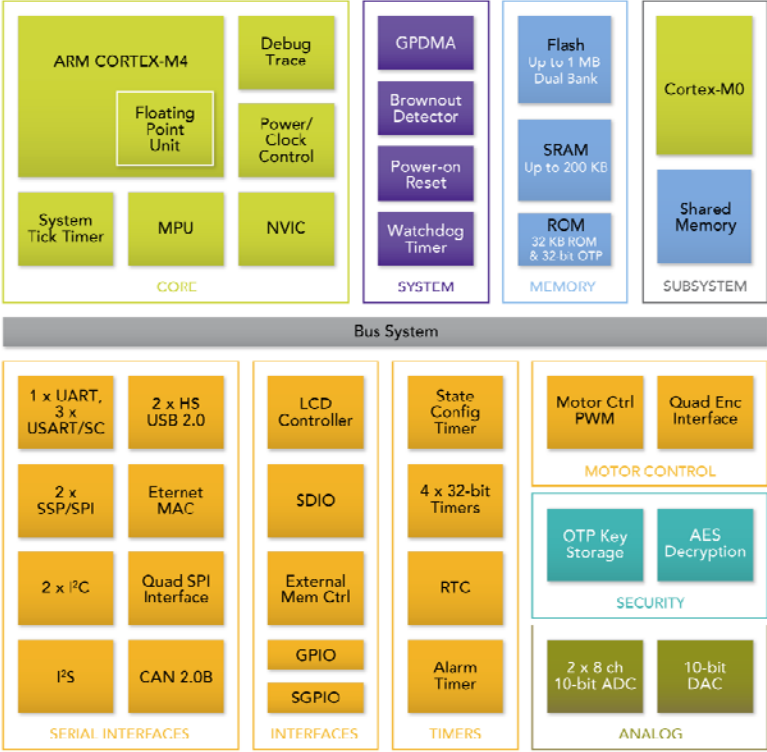 ARM CORTEX-M4
Floating
Point
Unit
Debug
Trace
Power/
Clock
Control
System
Tick Timer
MPU
NVIC
CORE
GPDMA
Brownout
Detector
Power-on
Reset
Watchdog
Timer
SYSTEM
Flash
Up to 1 MB
Dual Bank
SRAM
Up to 200 KB
ROM
32 KB ROM
& 32-bit OTP
MEMORY
Cortex-M0
Shared
Memory
SUBSYSTEM
Bus System
1 x UART,
3 x
USART/SC
2 x HS
USB 2.0
2 x
SSP/SPI
Eternet
MAC
2 x I²C
Quad SPI
Interface
I²S
CAN 2.0B
SERIAL INTERFACES
LCD
Controller
SDIO
External
Mem Ctrl
GPIO
SGPIO
INTERFACES
State
Config
Timer
4 x 32-bit
Timers
RTC
Alarm
Timer
TIMERS
Motor Ctrl
PWM
Quad Enc
Interface
MOTOR CONTROL
OTP Key
Storage
AES
Decryption
SECURITY
2 x 8 ch
10-bit ADC
10-bit
DAC
ANALOG